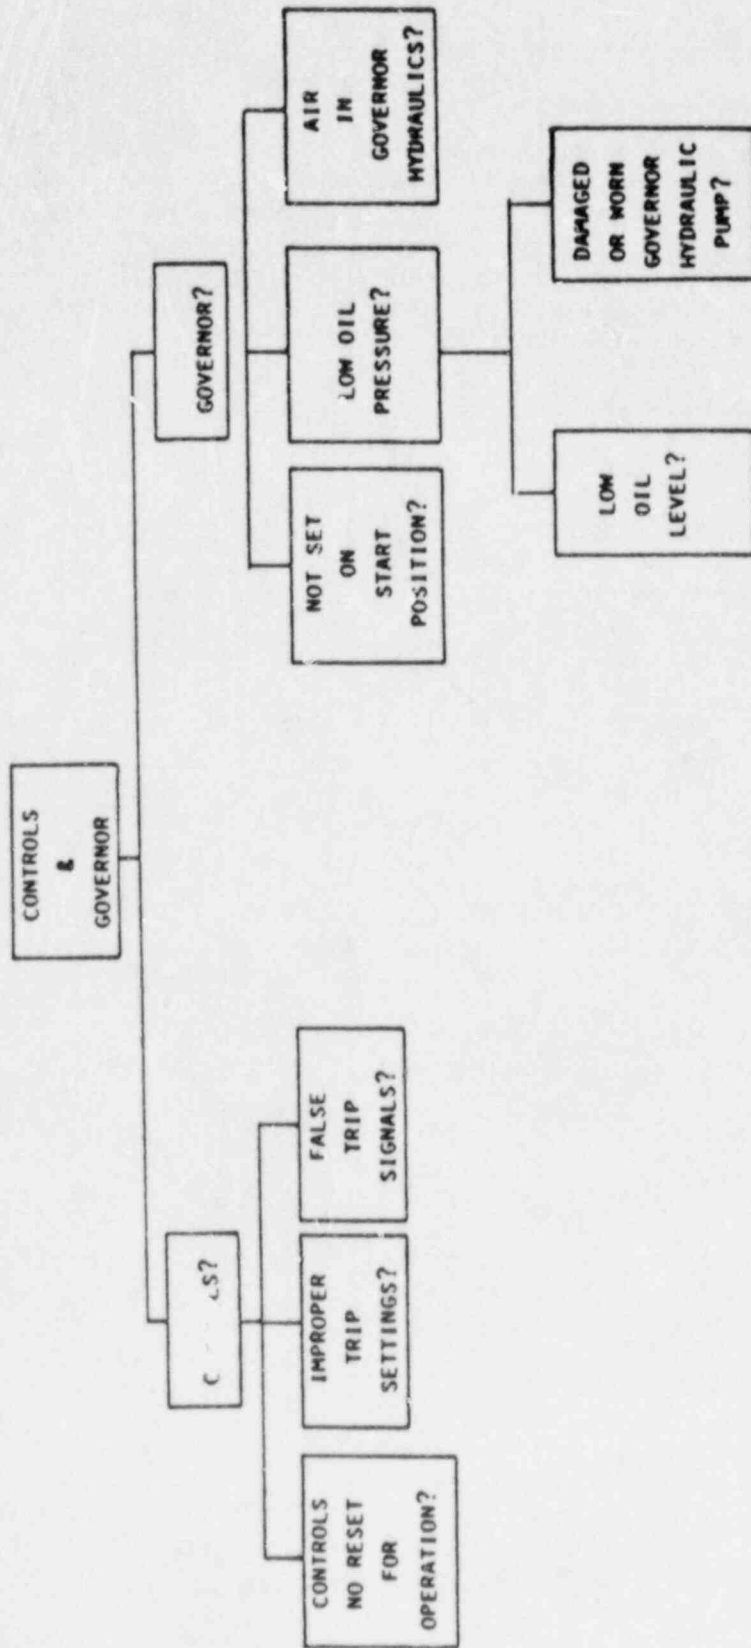 CONTROLS
&
GOVERNOR
GOVERNOR?
CONTROLS
NO RESET
FOR
OPERATION?
IMPROPER
TRIP
SETTINGS?
FALSE
TRIP
SIGNALS?
NOT SET
ON
START
POSITION?
LOW OIL
PRESSURE?
AIR
IN
GOVERNOR
HYDRAULICS?
LOW
OIL
LEVEL?
DAMAGED
OR WORN
GOVERNOR
HYDRAULIC
PUMP?